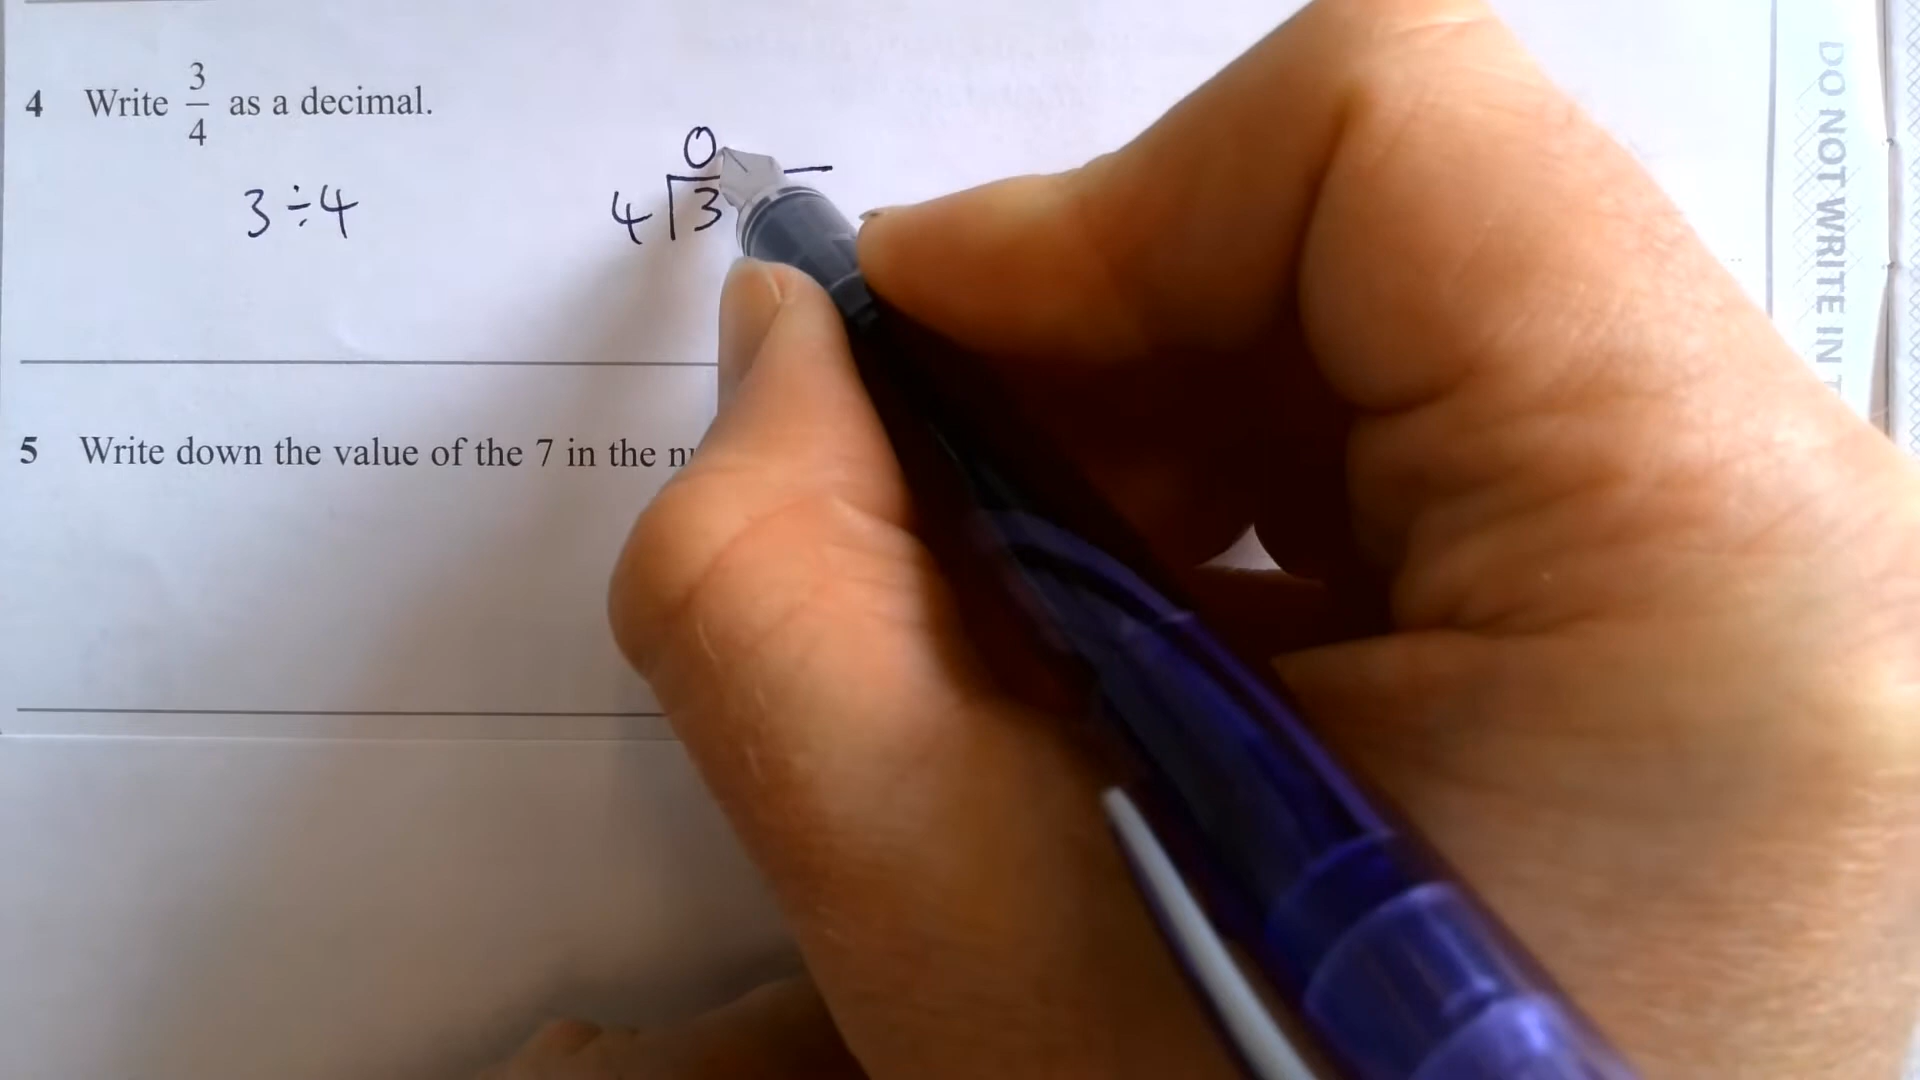 4 Write 3/4 as a decimal.
3÷4
0
4 3
5 Write down the value of the 7 in the
DO NOT WRITE IN